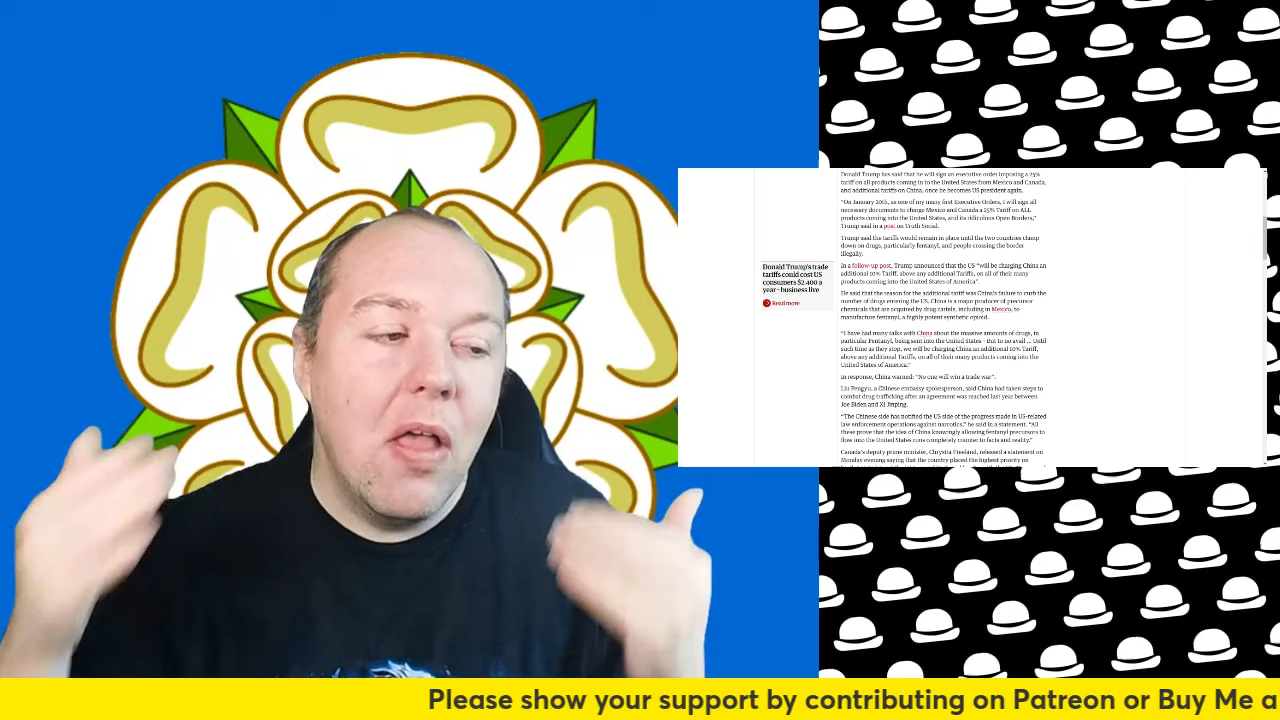 Donald Trump has said that he will sign an executive order imposing a 25%
tariff on all products coming in to the United States from Mexico and Canada,
and additional tariffs on China, once he becomes US president again.
"On January 20th, as one of my many first Executive Orders, I will sign all
necessary documents to charge Mexico and Canada a 25% Tariff on ALL
products coming into the United States, and its ridiculous Open Borders,"
Trump said in a post on Truth Social.
Trump said the tariffs would remain in place until the two countries clamp
down on drugs, particularly fentanyl, and people crossing the border
illegally.
In a follow-up post, Trump announced that the US "will be charging China an
additional 10% Tariff, above any additional Tariffs, on all of their many
products coming into the United States of America".
Donald Trump's trade
tariffs could cost US
consumers $2,400 a
year – business live
Read more
He said that the reason for the additional tariff was China's failure to curb the
number of drugs entering the US. China is a major producer of precursor
chemicals that are acquired by drug cartels, including in Mexico, to
manufacture fentanyl, a highly potent synthetic opioid.
"I have had many talks with China about the massive amounts of drugs, in
particular Fentanyl, being sent into the United States – But to no avail … Until
such time as they stop, we will be charging China an additional 10% Tariff,
above any additional Tariffs, on all of their many products coming into the
United States of America."
In response, China warned: "No one will win a trade war".
Liu Pengyu, a Chinese embassy spokesperson, said China had taken steps to
combat drug trafficking after an agreement was reached last year between
Joe Biden and Xi Jinping.
"The Chinese side has notified the US side of the progress made in US-related
law enforcement operations against narcotics," he said in a statement. "All
these prove that the idea of China knowingly allowing fentanyl precursors to
flow into the United States runs completely counter to facts and reality."
Canada's deputy prime minister, Chrystia Freeland, released a statement on
Monday evening saying that the country placed the highest priority on
Please show your support by contributing on Patreon or Buy Me a